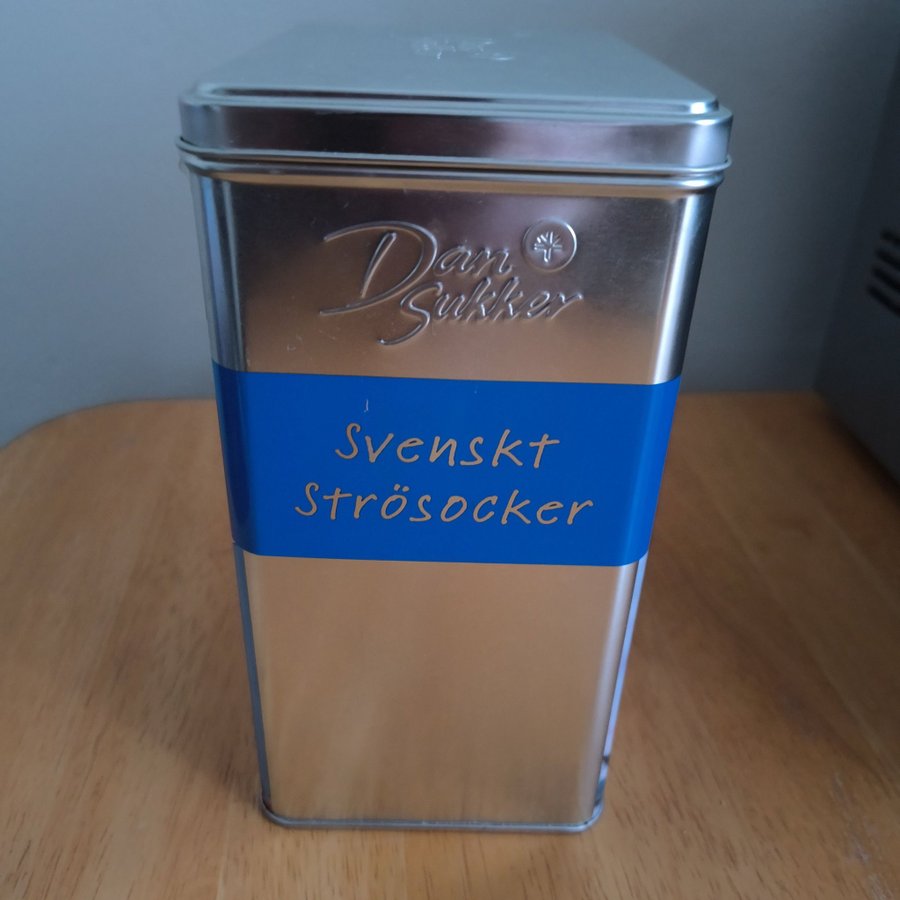 Dan
Sukker
Svenskt
Strösocker